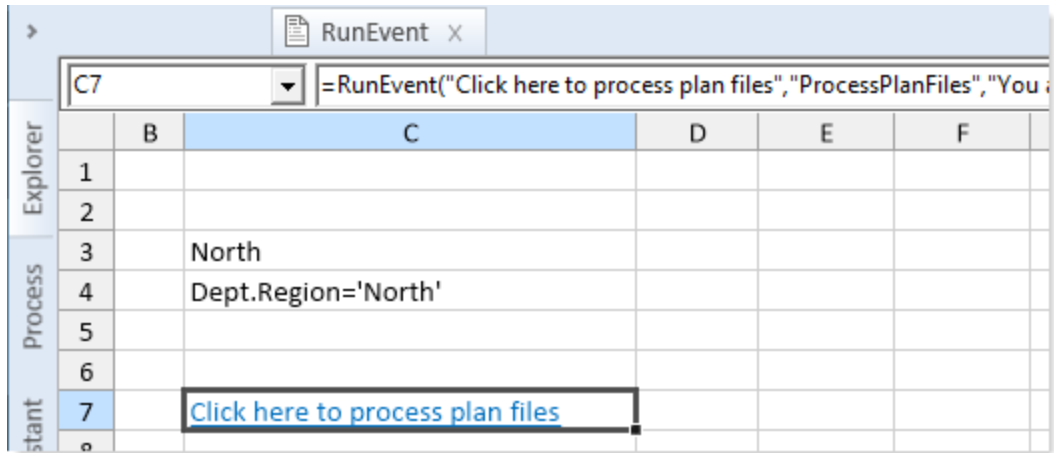 RunEvent
C7 =RunEvent("Click here to process plan files","ProcessPlanFiles","You
Explorer
Process
B C D E F
1
2
3 North
4 Dept.Region='North'
5
6
7 Click here to process plan files